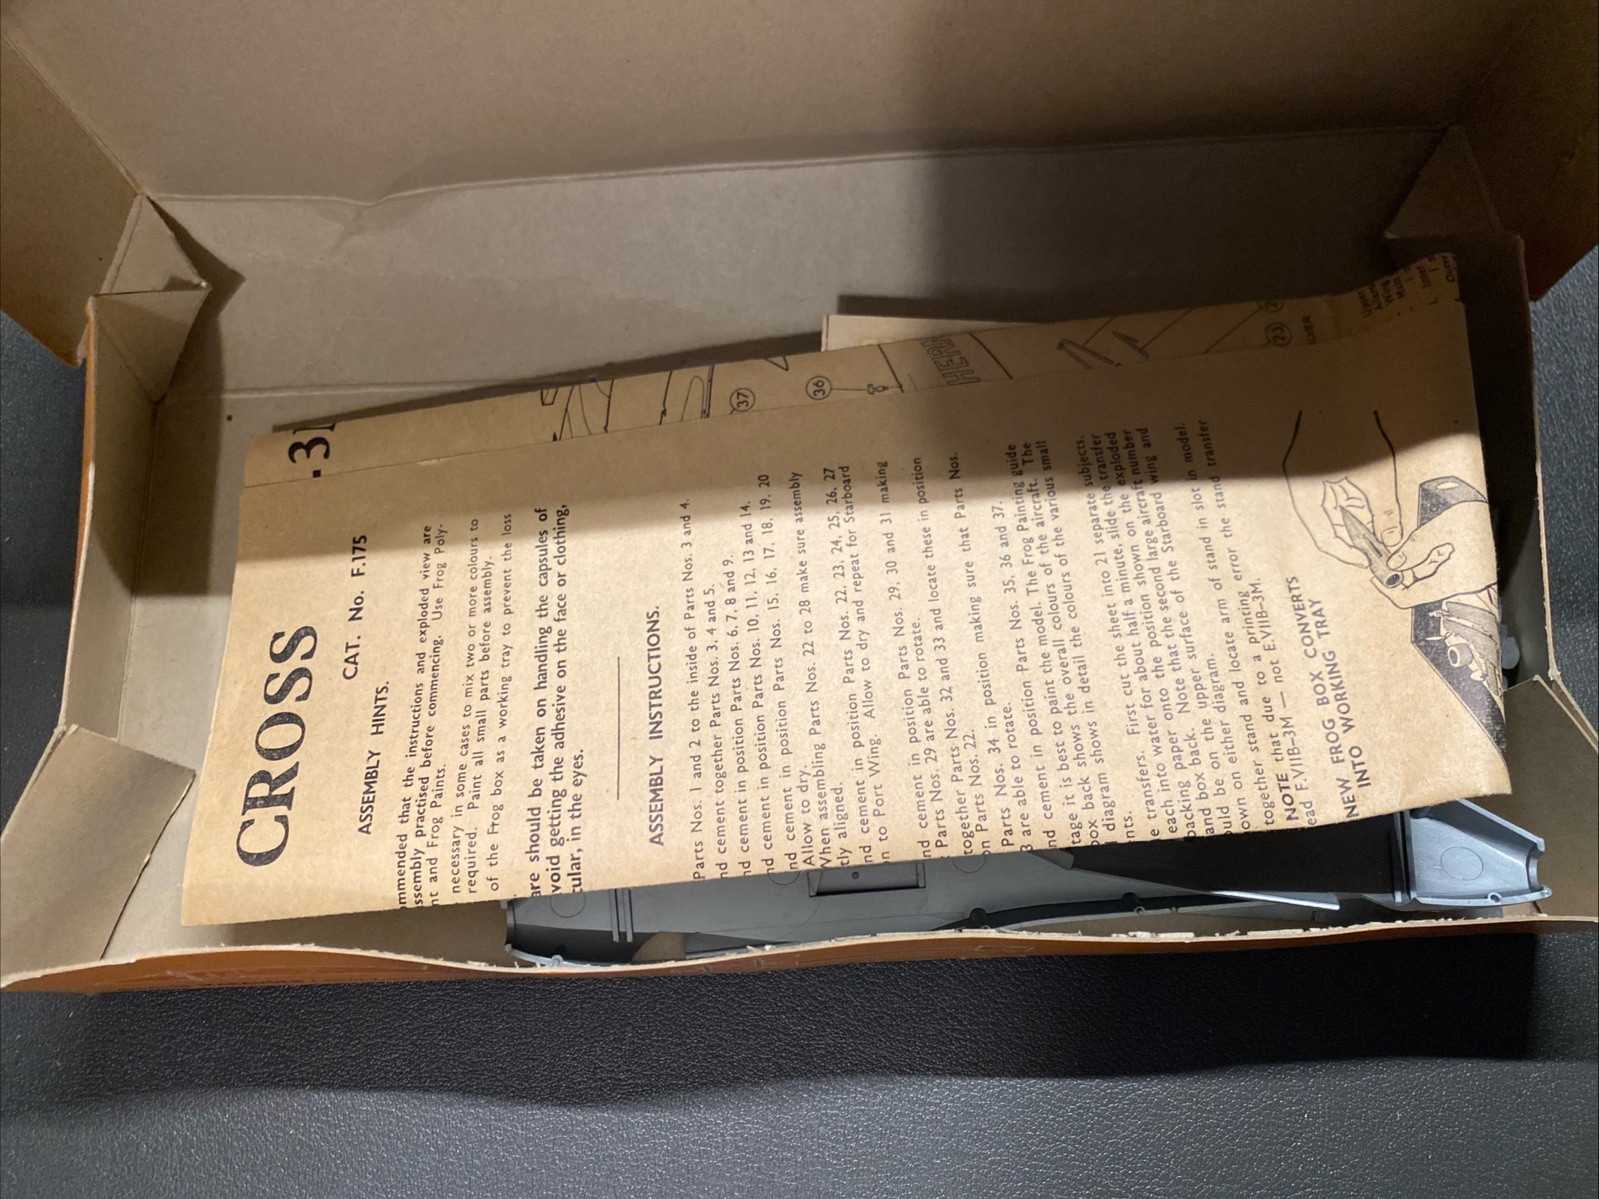 CROSS
CAT. No. F.175
ASSEMBLY HINTS.
mmended that the instructions and exploded view are
ssembly practised before commencing. Use Frog Poly-
nt and Frog Paints.
necessary in some cases to mix two or more colours to
required. Paint all small parts before assembly.
of the Frog box as a working tray to prevent the loss
are should be taken on handling the capsules of
void getting the adhesive on the face or clothing,
cular, in the eyes.
ASSEMBLY INSTRUCTIONS.
Parts Nos. 1 and 2 to the inside of Parts Nos. 3 and 4.
nd cement together Parts Nos. 3, 4 and 5.
nd cement in position Parts Nos. 6, 7, 8 and 9.
nd cement in position Parts Nos. 10, 11, 12, 13 and 14.
nd cement in position Parts Nos. 15, 16, 17, 18, 19, 20
Allow to dry.
When assembling Parts Nos. 22 to 28 make sure assembly
tly aligned.
nd cement in position Parts Nos. 22, 23, 24, 25, 26, 27
n to Port Wing. Allow to dry and repeat for Starboard
nd cement in position Parts Nos. 29, 30 and 31 making
Parts Nos. 29 are able to rotate.
together Parts Nos. 32 and 33 and locate these in position
on Parts Nos. 22.
Parts Nos. 34 in position making sure that Parts Nos.
3 are able to rotate.
nd cement in position Parts Nos. 35, 36 and 37.
tage it is best to paint the model. The Frog Painting guide
box back shows the overall colours of the aircraft. The
diagram shows in detail the colours of the various small
nts.
e transfers. First cut the sheet into 21 separate subjects,
each into water for about half a minute, slide the transfer
backing paper onto the position shown on the exploded
and box back. Note that the second large aircraft number
ould be on the upper surface of the Starboard wing and
own on either diagram.
together stand and locate arm of stand in slot in model.
NOTE that due to a printing error the stand transfer
ead F.VIIB-3M — not E.VIIB-3M.
NEW FROG BOX CONVERTS
INTO WORKING TRAY
37
36
HERN
23